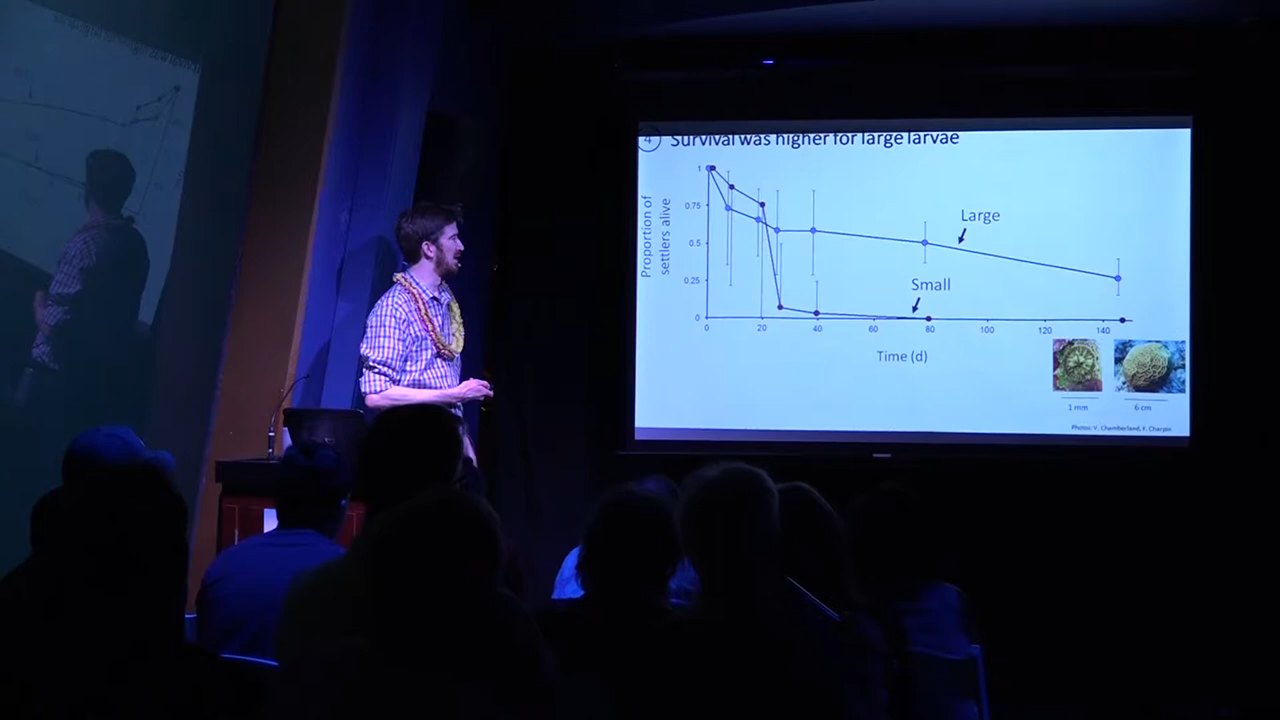 4 Survival was higher for large larvae
Proportion of
settlers alive
1
0.75
0.5
0.25
0
Large
Small
0 20 40 60 80 100 120 140
Time (d)
1 mm 6 cm
Photos: V. Chamberland, F. Charpin